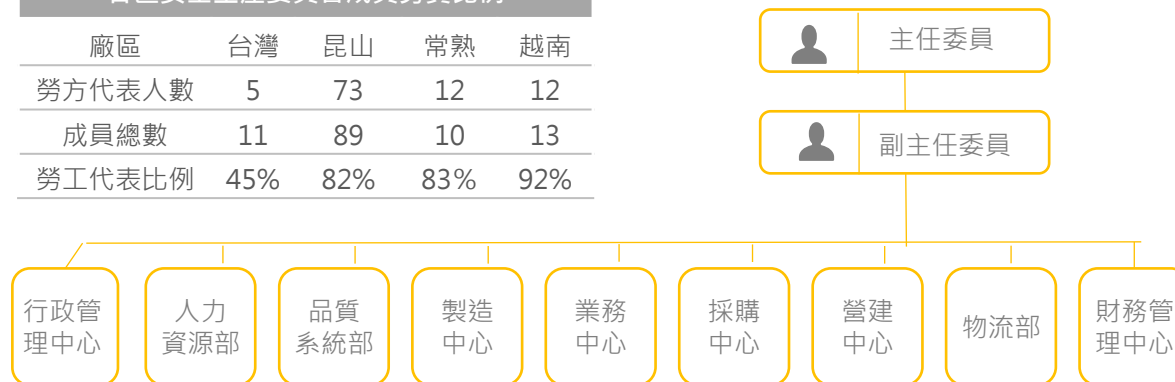 廠區 台灣 昆山 常熟 越南
勞方代表人數 5 73 12 12
成員總數 11 89 10 13
勞工代表比例 45% 82% 83% 92%
主任委員
副主任委員
行政管
理中心
人力
資源部
品質
系統部
製造
中心
業務
中心
採購
中心
營建
中心
物流部
財務管
理中心